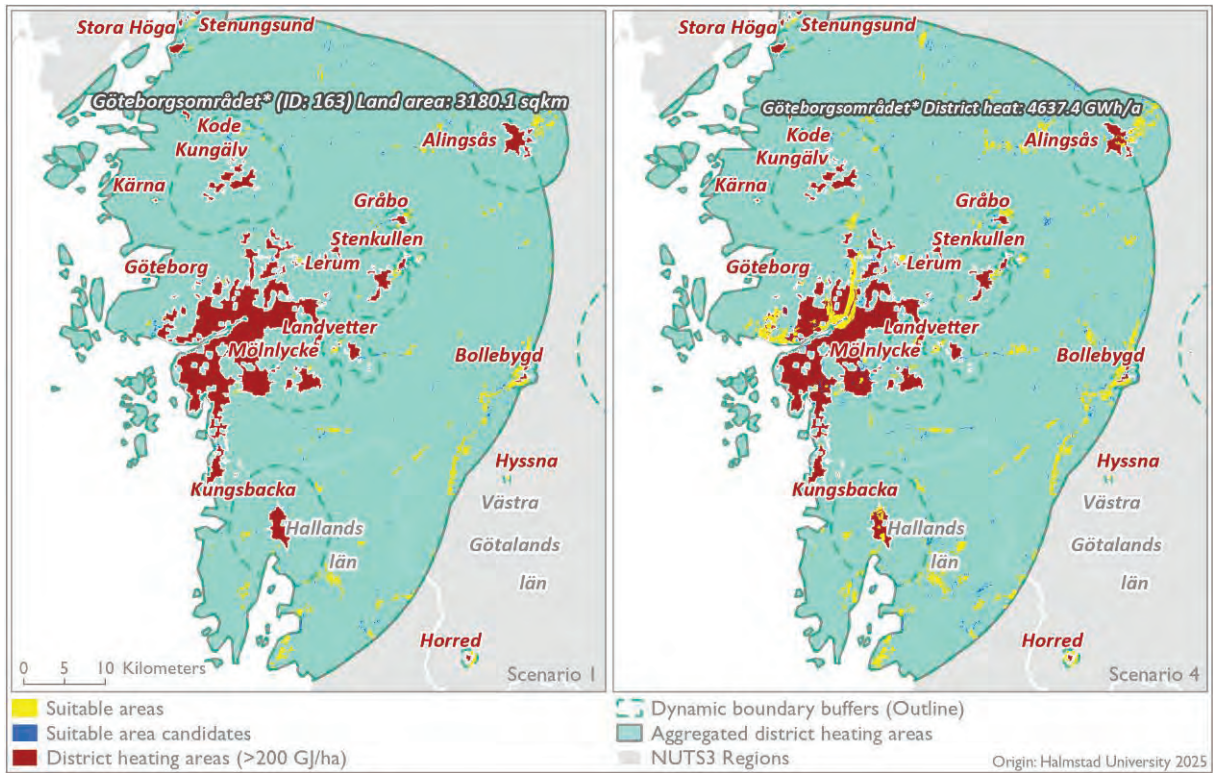 Stora Höga
Stenungsund
Göteborgsområdet* (ID: 163) Land area: 3180.1 sqkm
Kode
Kungälv
Alingsås
Kärna
Gråbo
Stenkullen
Göteborg
Lerum
Landvetter
Mölnlycke
Bollebygd
Hyssna
Kungsbacka
Västra
Hallands
Götalands
län
län
Horred
0 5 10 Kilometers
Scenario 1
Stora Höga
Stenungsund
Göteborgsområdet* District heat: 4637.4 GWh/a
Kode
Kungälv
Alingsås
Kärna
Gråbo
Stenkullen
Göteborg
Lerum
Landvetter
Mölnlycke
Bollebygd
Hyssna
Kungsbacka
Västra
Hallands
Götalands
län
län
Horred
Scenario 4
Suitable areas
Suitable area candidates
District heating areas (>200 GJ/ha)
Dynamic boundary buffers (Outline)
Aggregated district heating areas
NUTS3 Regions
Origin: Halmstad University 2025